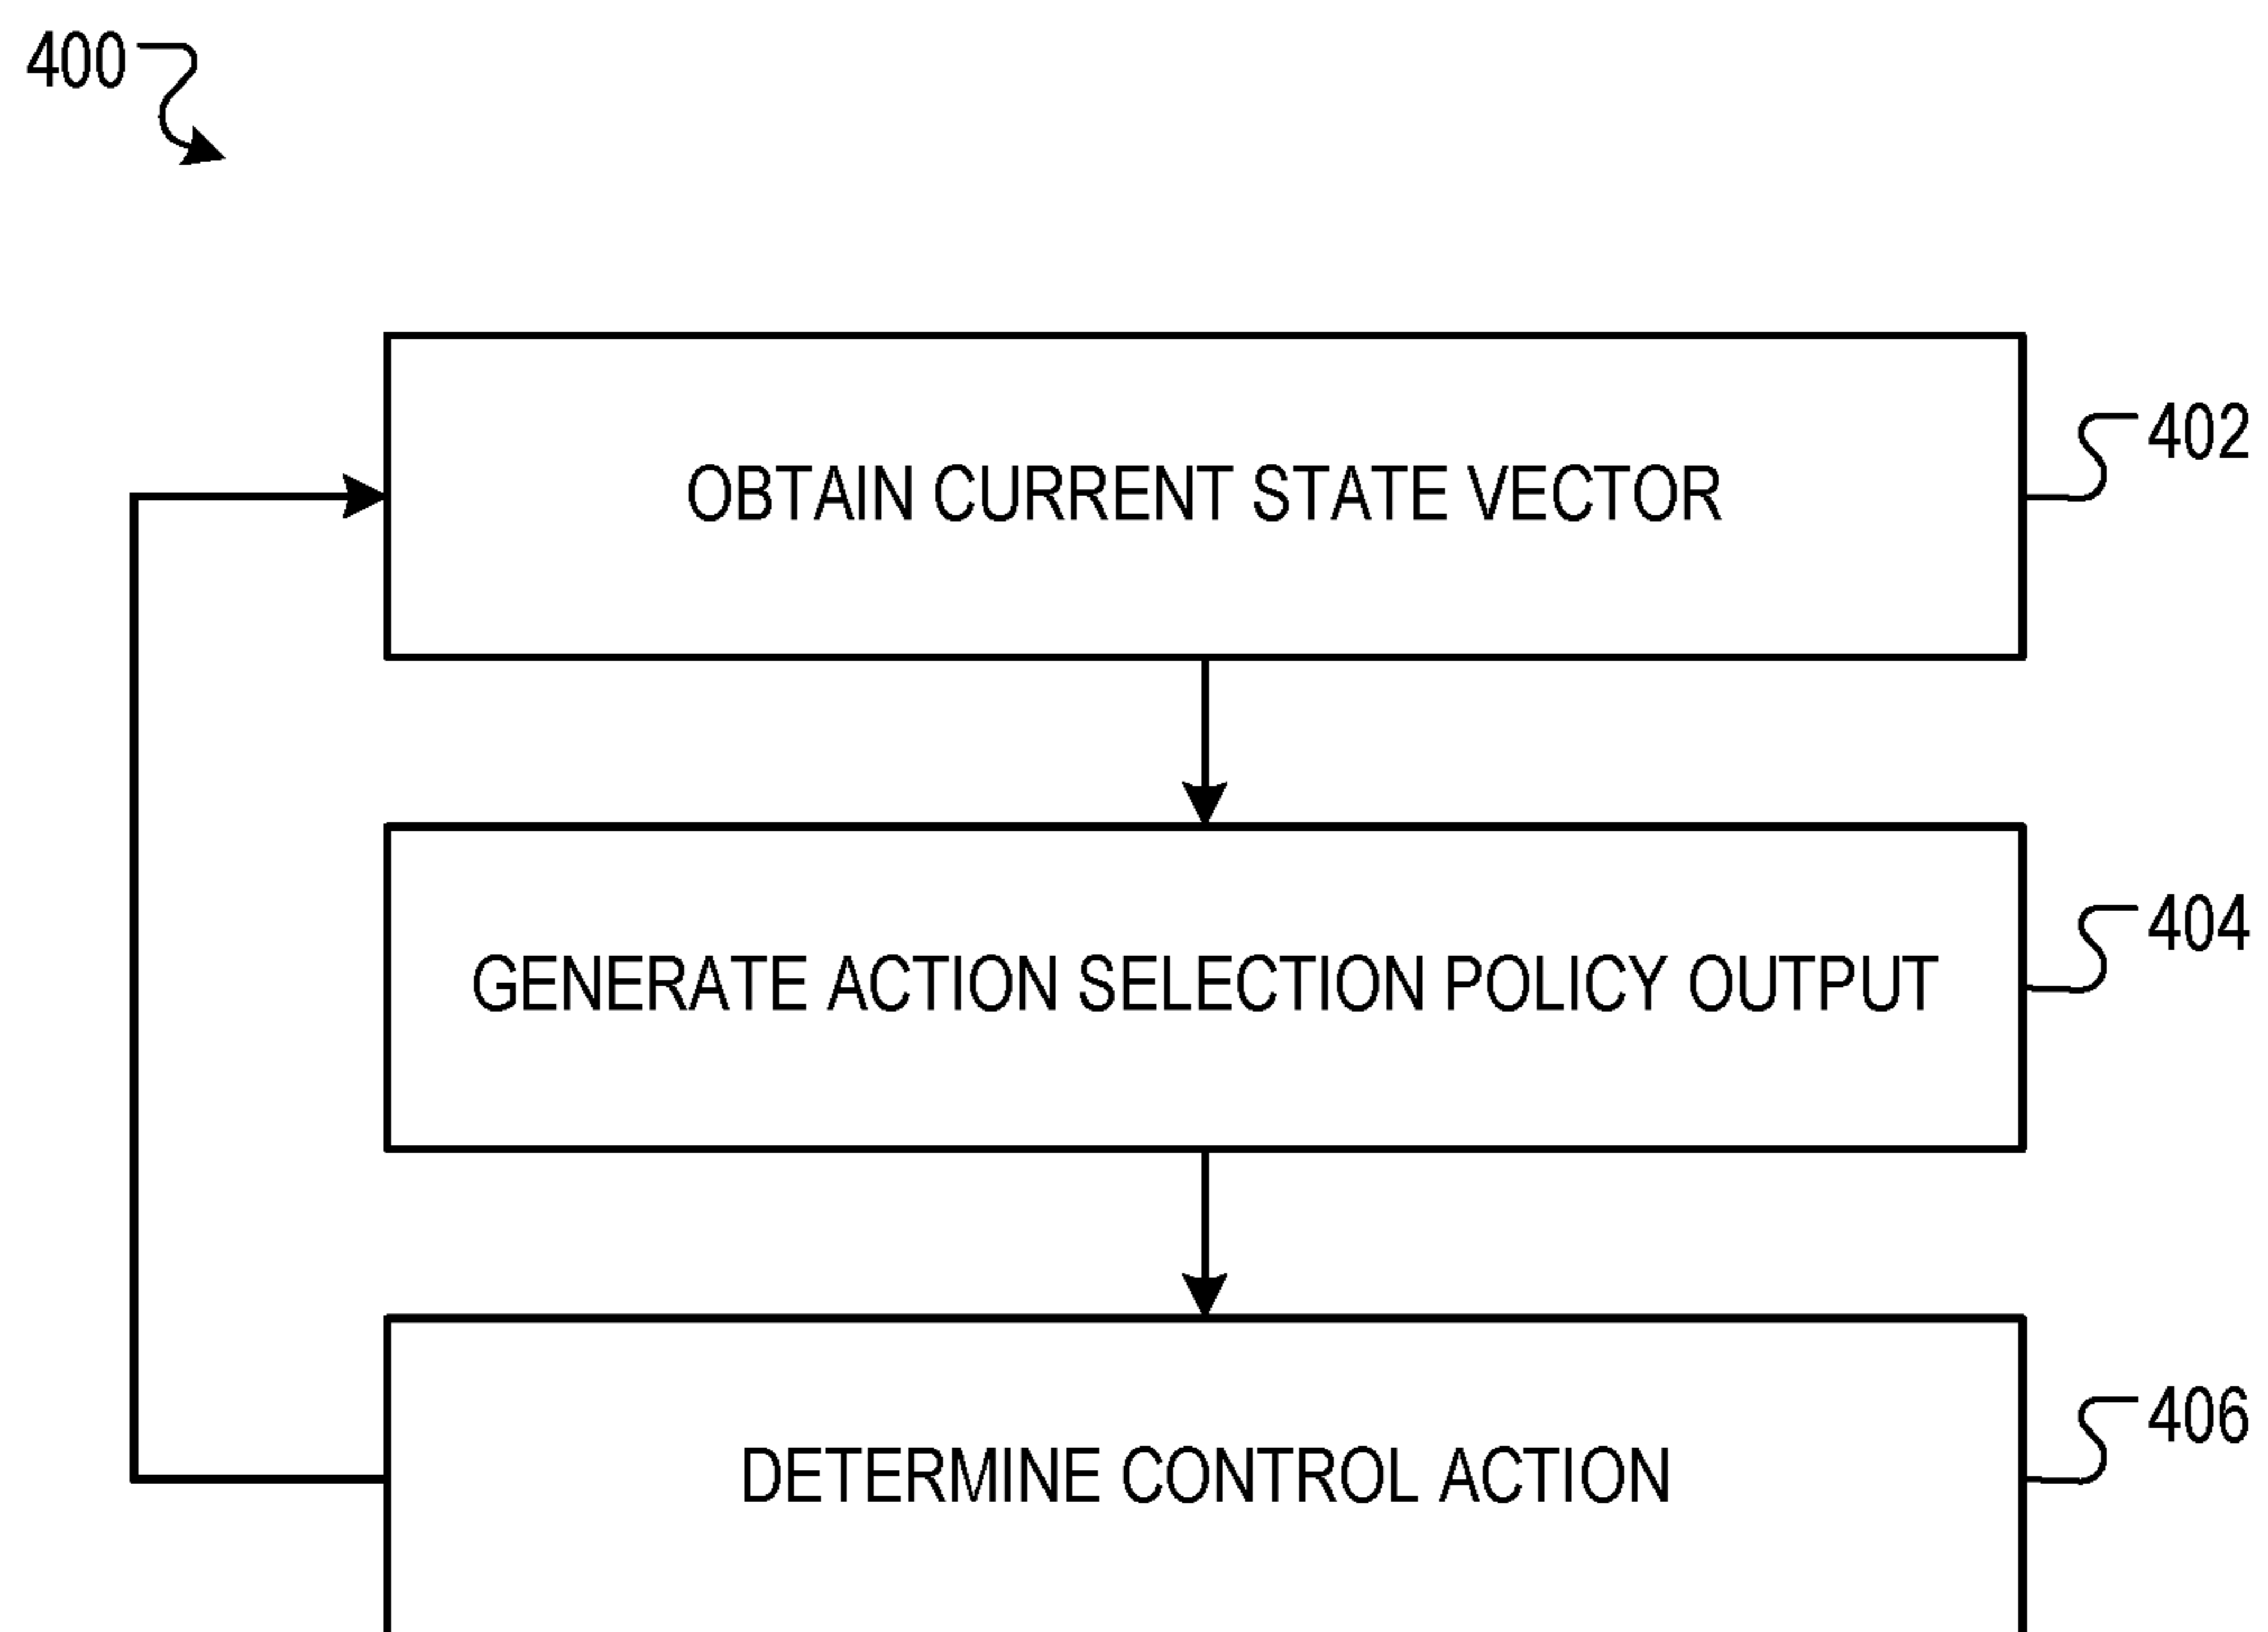 400
OBTAIN CURRENT STATE VECTOR
402
GENERATE ACTION SELECTION POLICY OUTPUT
404
DETERMINE CONTROL ACTION
406